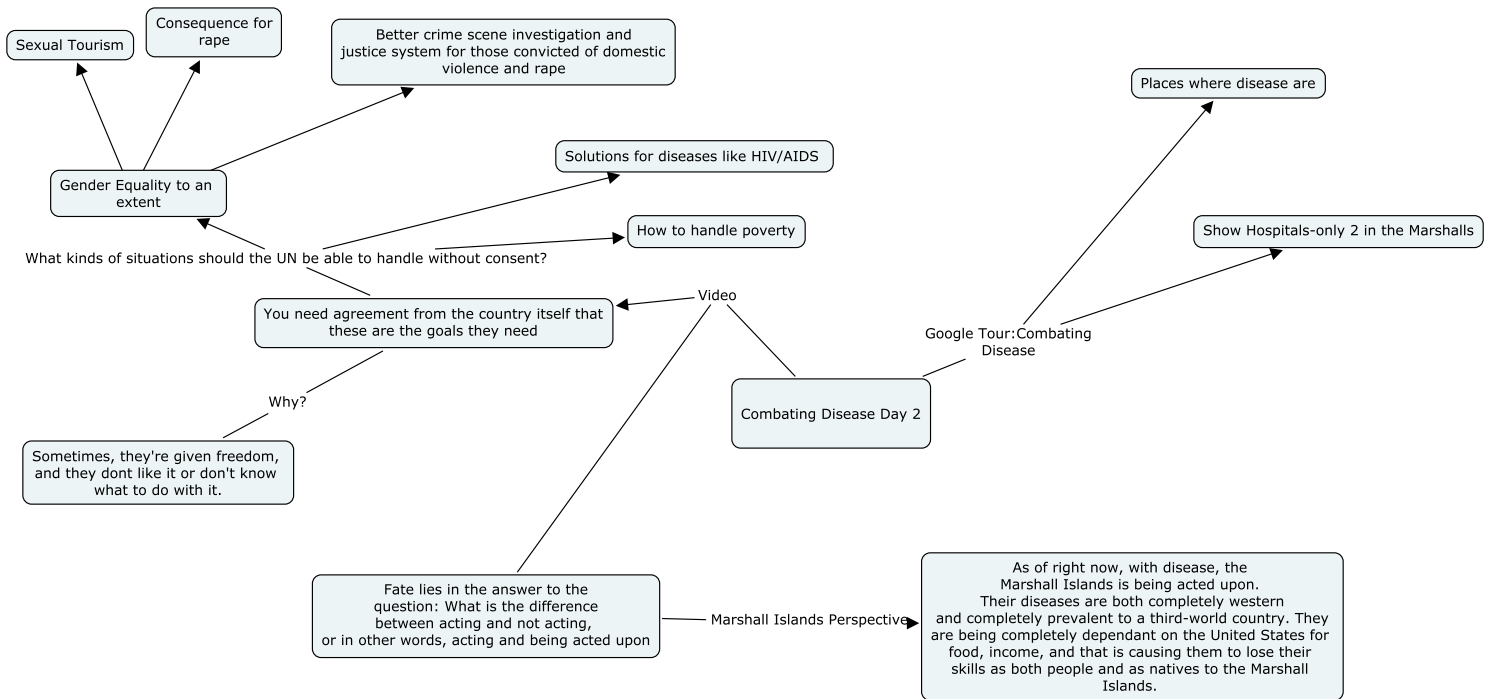 Sexual Tourism
Consequence for
rape
Better crime scene investigation and
justice system for those convicted of domestic
violence and rape
Places where disease are
Solutions for diseases like HIV/AIDS
Gender Equality to an
extent
How to handle poverty
Show Hospitals-only 2 in the Marshalls
What kinds of situations should the UN be able to handle without consent?
Video
You need agreement from the country itself that
these are the goals they need
Google Tour:Combating
Disease
Why?
Combating Disease Day 2
Sometimes, they're given freedom,
and they dont like it or don't know
what to do with it.
Fate lies in the answer to the
question: What is the difference
between acting and not acting,
or in other words, acting and being acted upon
Marshall Islands Perspective
As of right now, with disease, the
Marshall Islands is being acted upon.
Their diseases are both completely western
and completely prevalent to a third-world country. They
are being completely dependant on the United States for
food, income, and that is causing them to lose their
skills as both people and as natives to the Marshall
Islands.